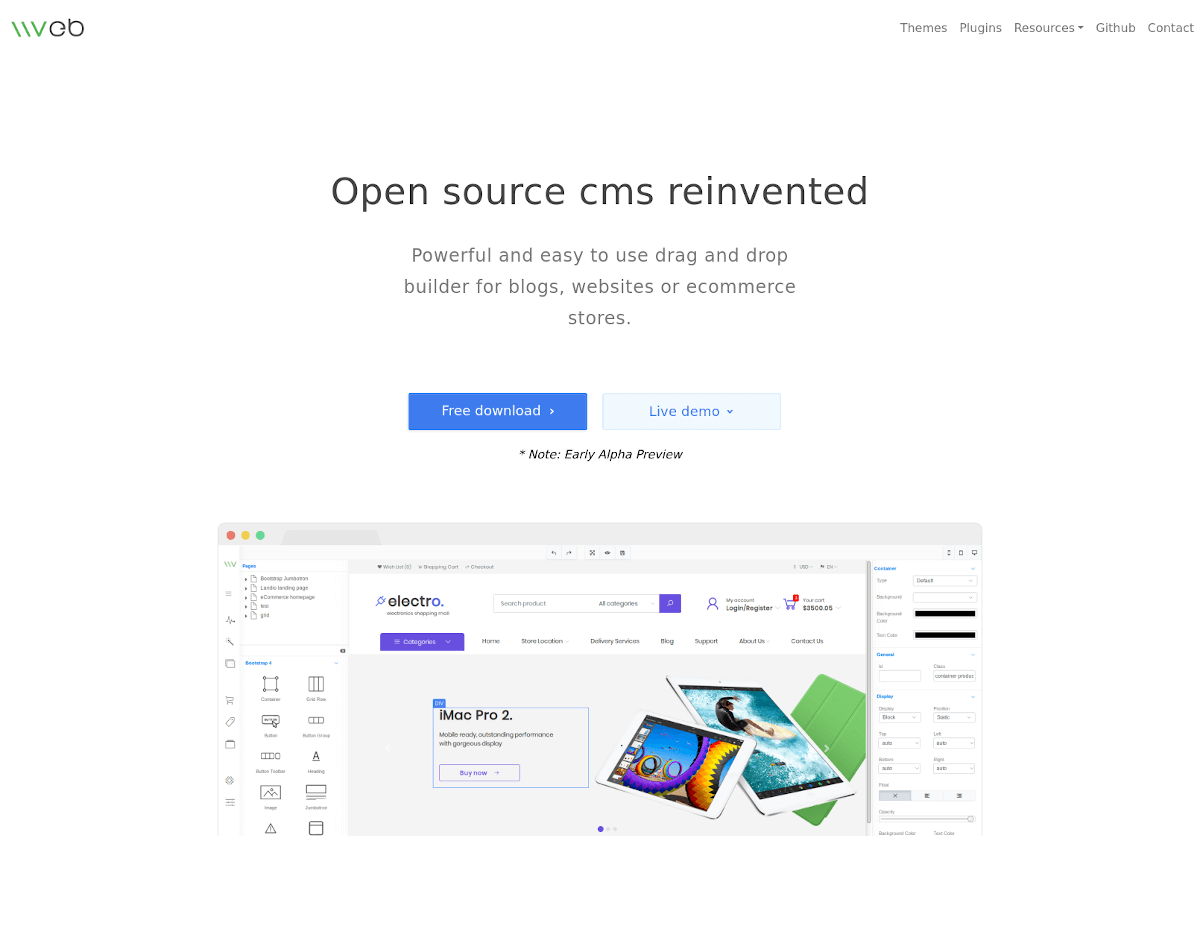 web
Themes Plugins Resources Github Contact
Open source cms reinvented
Powerful and easy to use drag and drop
builder for blogs, websites or ecommerce
stores.
Free download
Live demo
* Note: Early Alpha Preview
Pages
Bootstrap Jumbotron
Landio landing page
eCommerce homepage
test
grid
Bootstrap 4
Container Grid Row
Button Button Group
Button Toolbar Heading
Image Jumbotron
Wish List (0) Shopping Cart Checkout USD EN
electro.
electronics shopping mall
Search product All categories
My account
Login/Register
Your cart
$3500.05
Categories Home Store Location Delivery Services Blog Support About Us Contact Us
DIV
iMac Pro 2.
Mobile ready, outstanding performance
with gorgeous display
Buy now
Container
Type Default
Background
Background
Color
Text Color
General
Id Class
container produc
Display
Display Position
Block Static
Top Left
auto auto
Bottom Right
auto auto
Float
Opacity
Background Color Text Color